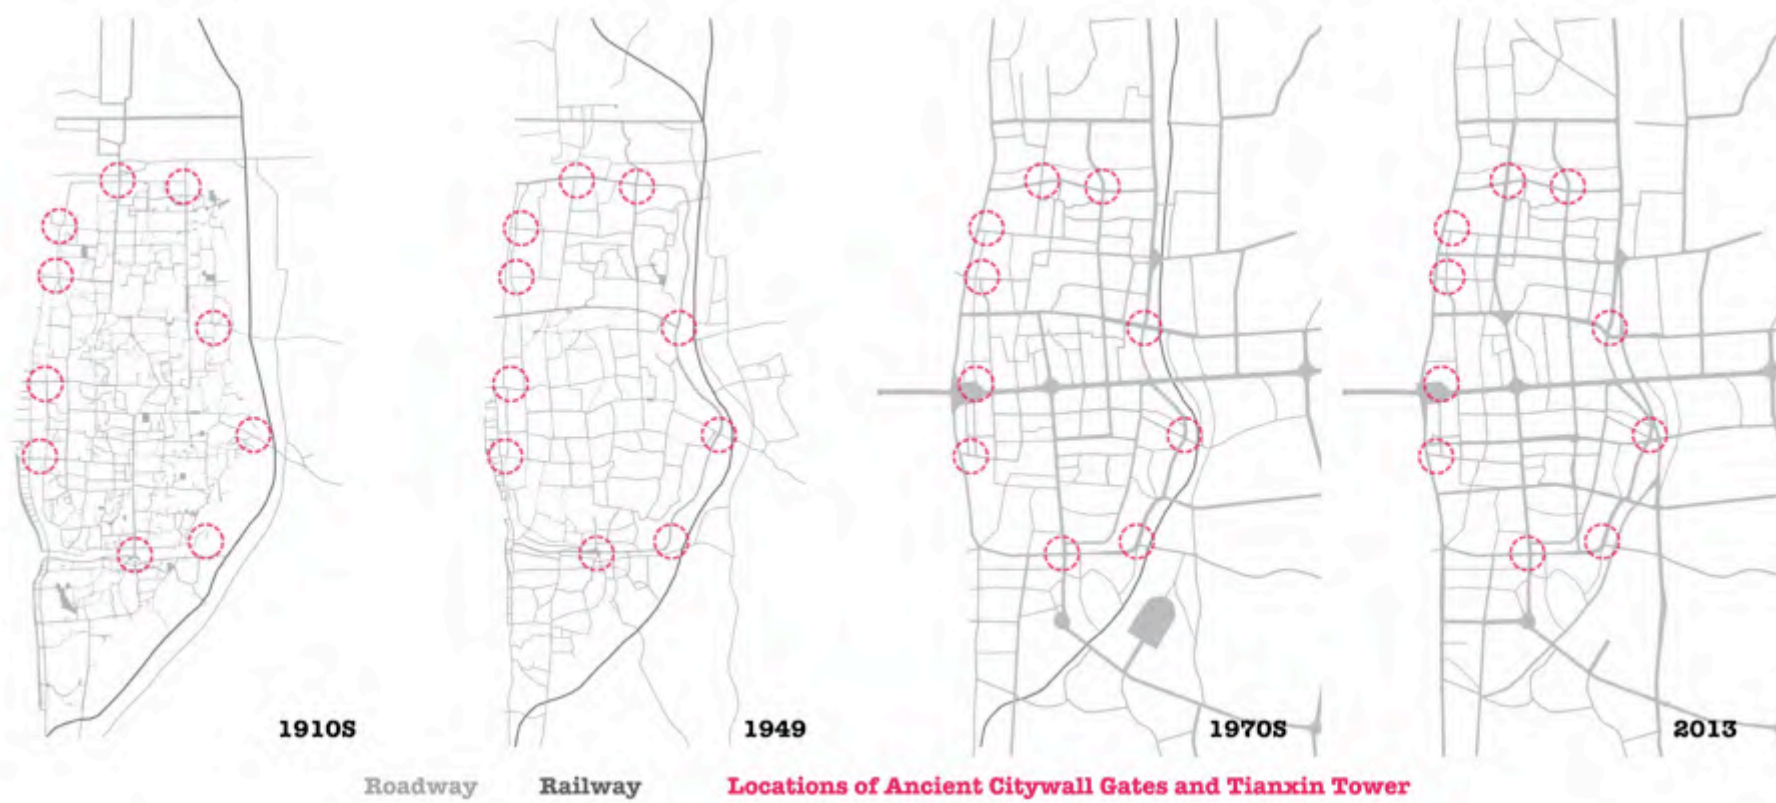 1910S
1949
1970S
2013
Roadway Railway Locations of Ancient Citywall Gates and Tianxin Tower